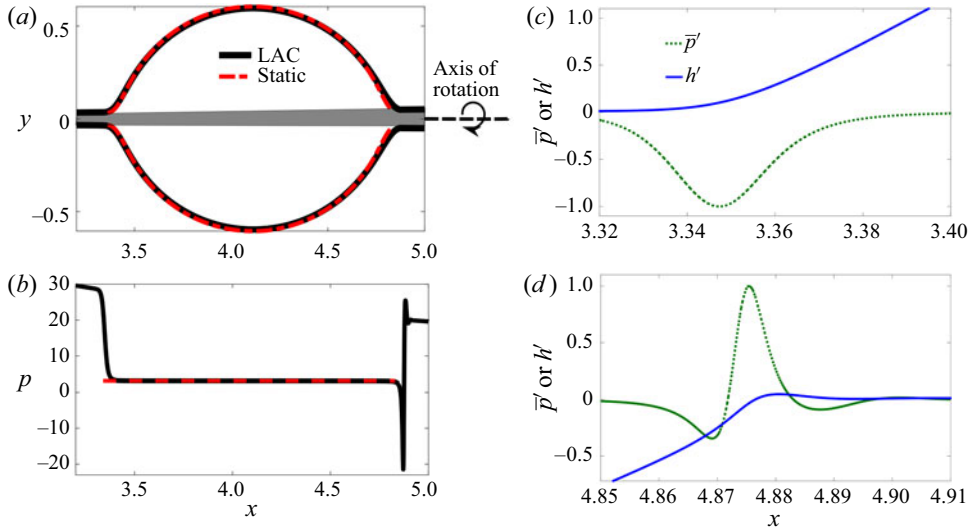 (a)
0.5
0
–0.5
y
LAC
Static
Axis of
rotation
3.5 4.0 4.5 5.0
(b)
30
20
10
0
–10
–20
p
3.5 4.0 4.5 5.0
x
(c)
1.0
0.5
0
–0.5
–1.0
p̅′ or h′
p̅′
h′
3.32 3.34 3.36 3.38 3.40
(d)
1.0
0.5
0
–0.5
p̅′ or h′
4.85 4.86 4.87 4.88 4.89 4.90 4.91
x